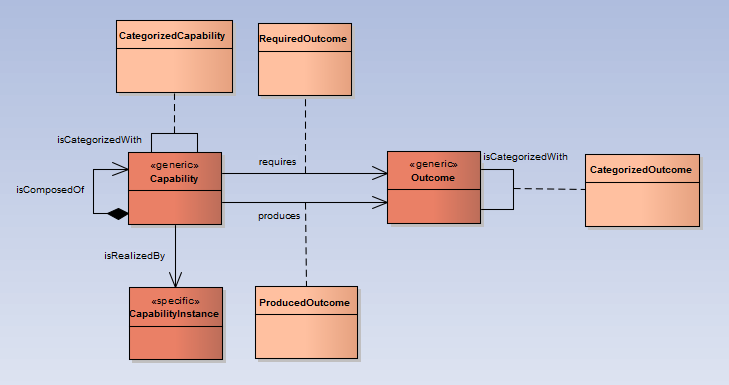 CategorizedCapability
RequiredOutcome
isCategorizedWith
«generic»
Capability
requires
«generic»
Outcome
isCategorizedWith
CategorizedOutcome
isComposedOf
produces
isRealizedBy
«specific»
CapabilityInstance
ProducedOutcome